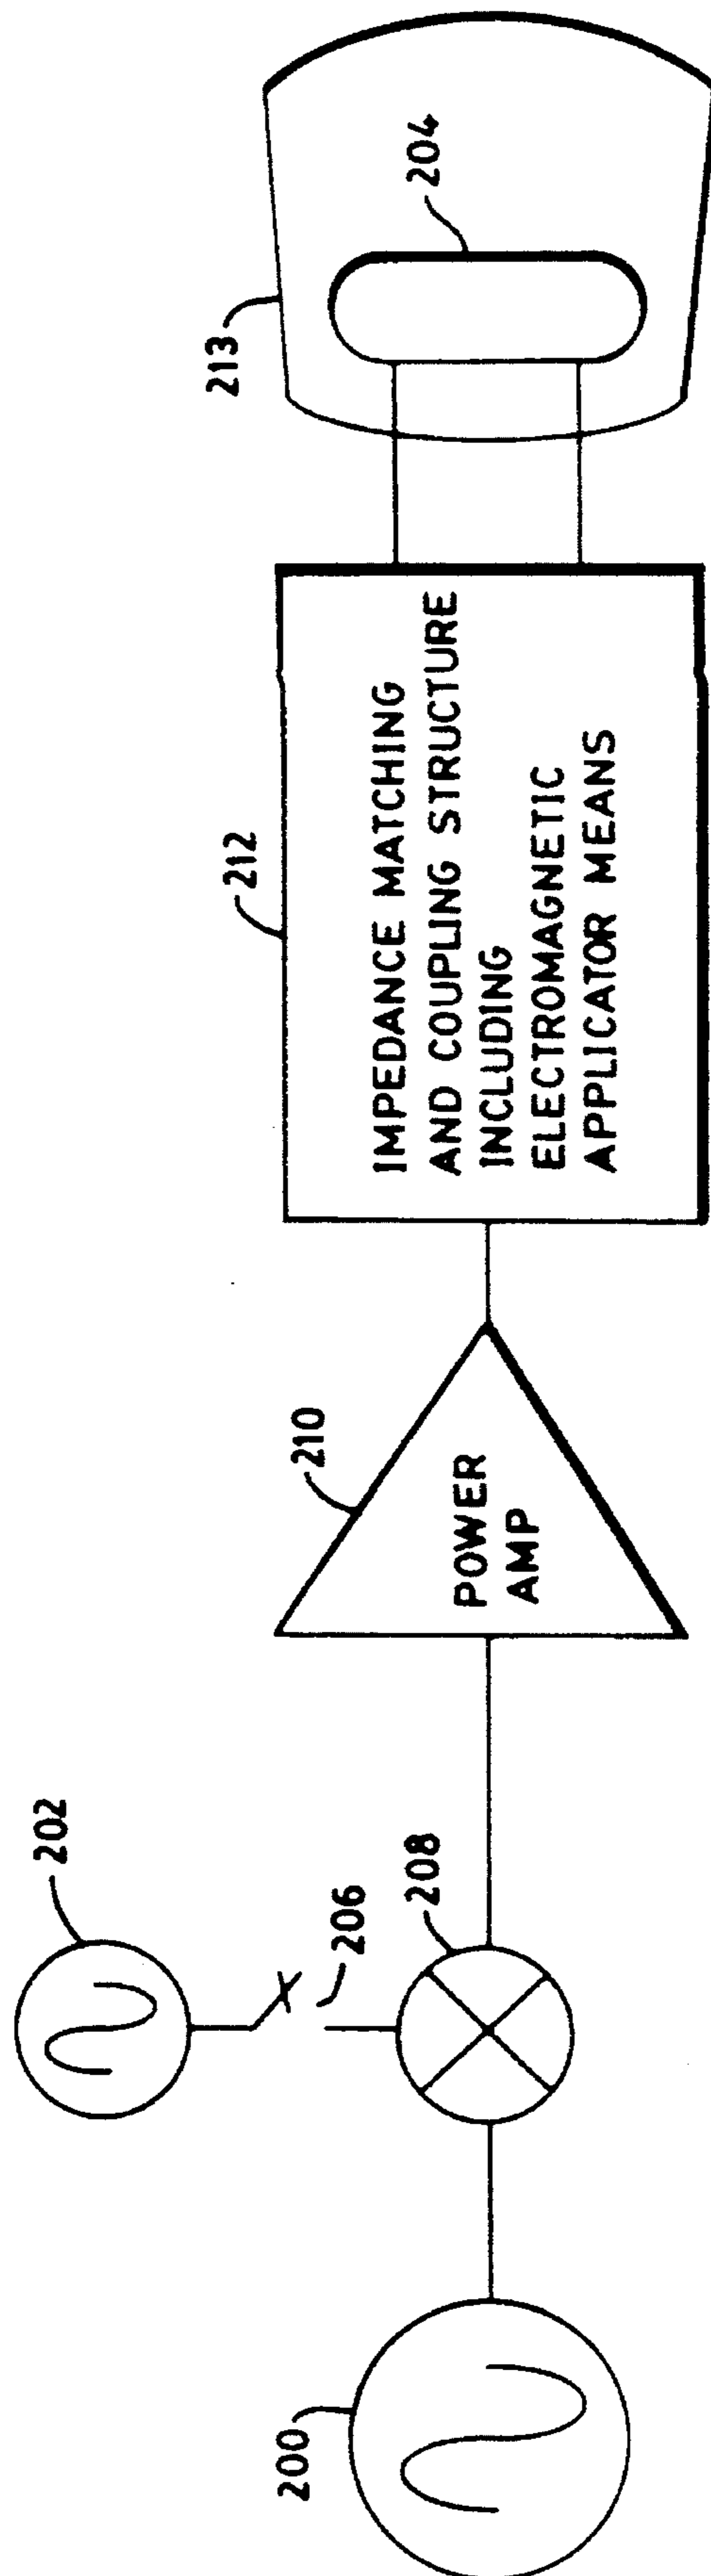 200
202
206
208
210
POWER
AMP
212
IMPEDANCE MATCHING
AND COUPLING STRUCTURE
INCLUDING
ELECTROMAGNETIC
APPLICATOR MEANS
213
204